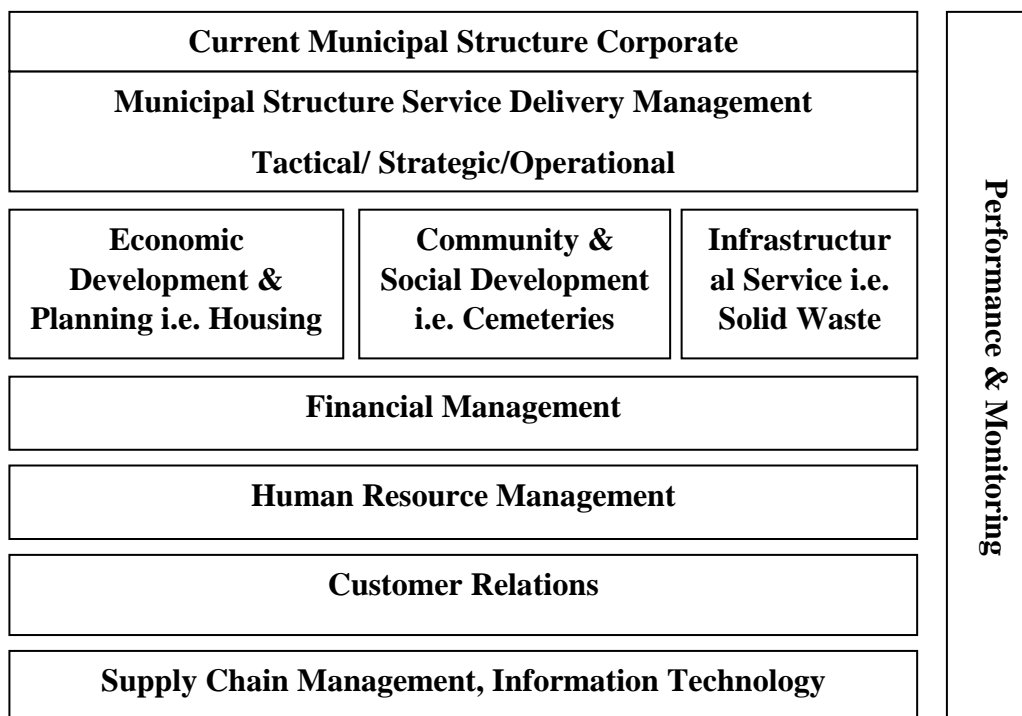 Current Municipal Structure Corporate
Municipal Structure Service Delivery Management
Tactical/ Strategic/Operational
Economic
Development &
Planning i.e. Housing
Community &
Social Development
i.e. Cemeteries
Infrastructur
al Service i.e.
Solid Waste
Financial Management
Human Resource Management
Customer Relations
Supply Chain Management, Information Technology
Performance & Monitoring